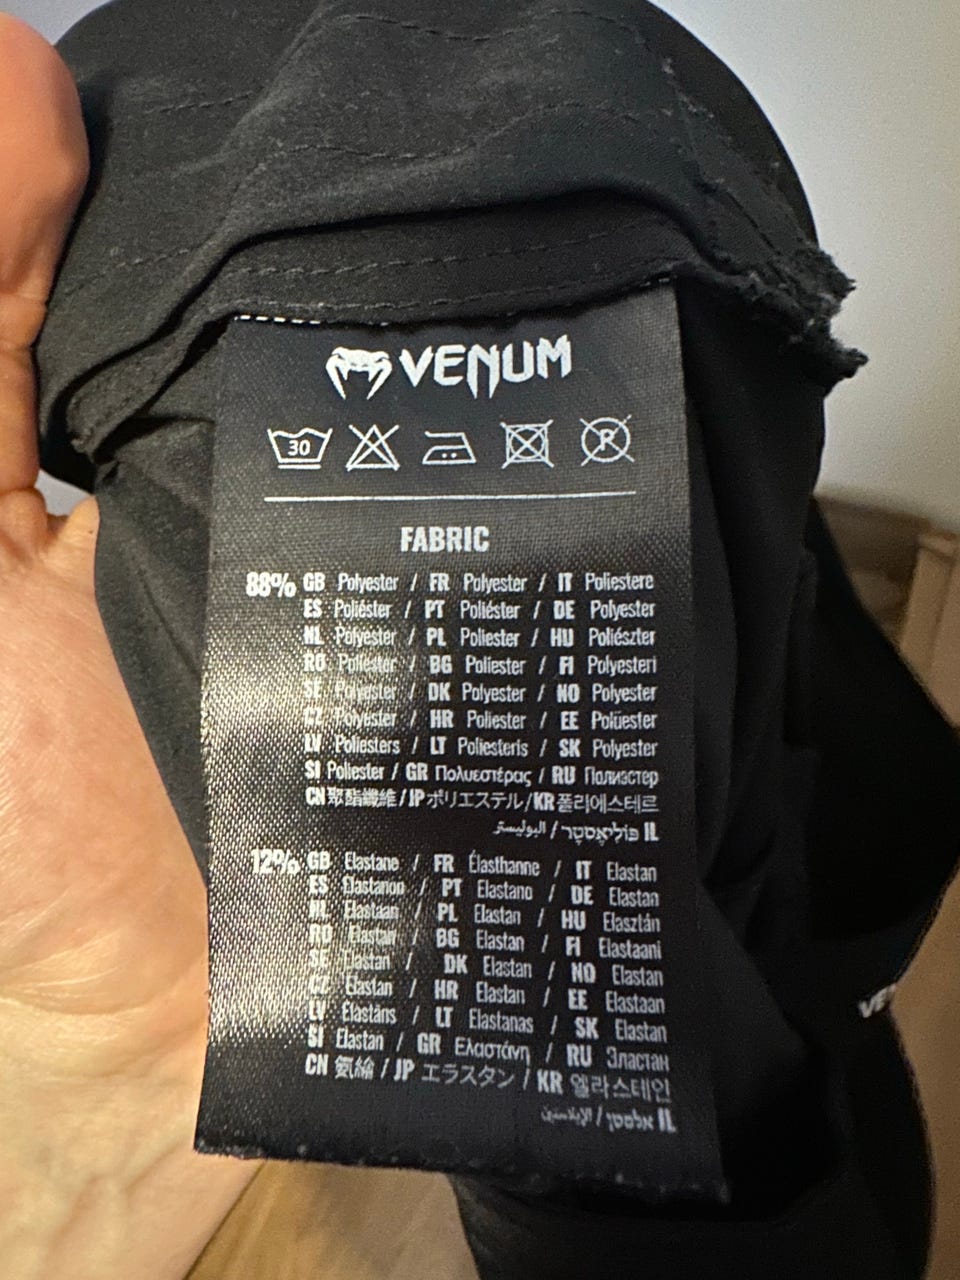 VENUM
30
P
FABRIC
88% GB Polyester / FR Polyester / IT Poliestere
ES Poliéster / PT Poliéster / DE Polyester
NL Polyester / PL Poliester / HU Poliészter
RO Poliester / BG Poliester / FI Polyesteri
SE Polyester / DK Polyester / NO Polyester
CZ Polyester / HR Poliester / EE Polüester
LV Poliesters / LT Poliesteris / SK Polyester
SI Poliester / GR Πολυεστέρας / RU Полиэстер
CN 聚酯纖維 / JP ポリエステル / KR 폴리에스테르
IL פּוֹלִיאֶסטֶר / البوليستر
12% GB Elastane / FR Élasthanne / IT Elastan
ES Elastanon / PT Elastano / DE Elastan
NL Elastaan / PL Elastan / HU Elasztán
RO Elastan / BG Elastan / FI Elastaani
SE Elastan / DK Elastan / NO Elastan
CZ Elastan / HR Elastan / EE Elastaan
LV Elastāns / LT Elastanas / SK Elastan
SI Elastan / GR Ελαστάνη / RU Эластан
CN 氨綸 / JP エラスタン / KR 엘라스테인
IL אלסטן / الإيلاستين
VE